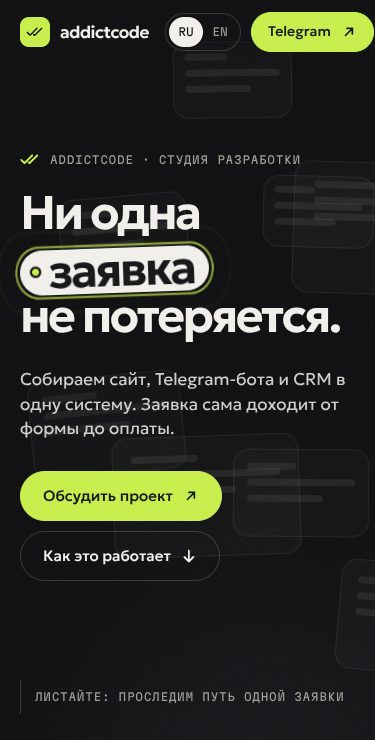 addictcode
RU EN
Telegram ↗
ADDICTCODE · СТУДИЯ РАЗРАБОТКИ
Ни одна
заявка
не потеряется.
Собираем сайт, Telegram-бота и CRM в
одну систему. Заявка сама доходит от
формы до оплаты.
Обсудить проект ↗
Как это работает ↓
ЛИСТАЙТЕ: ПРОСЛЕДИМ ПУТЬ ОДНОЙ ЗАЯВКИ